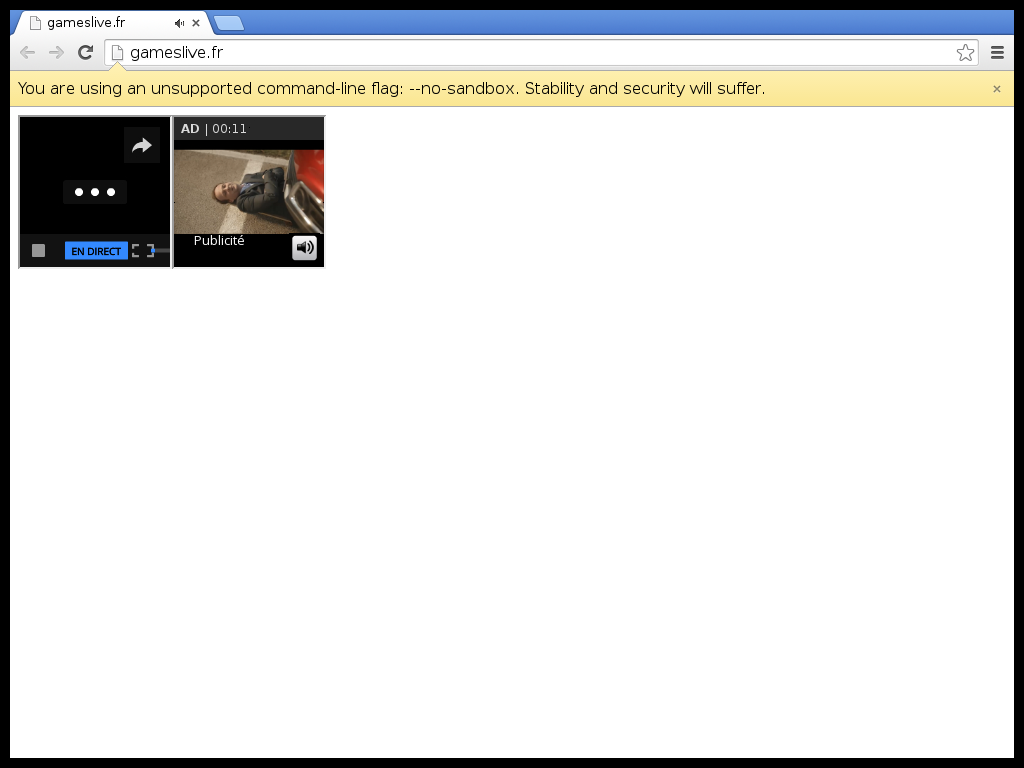 gameslive.fr
gameslive.fr
You are using an unsupported command-line flag: --no-sandbox. Stability and security will suffer.
AD | 00:11
Publicité
EN DIRECT